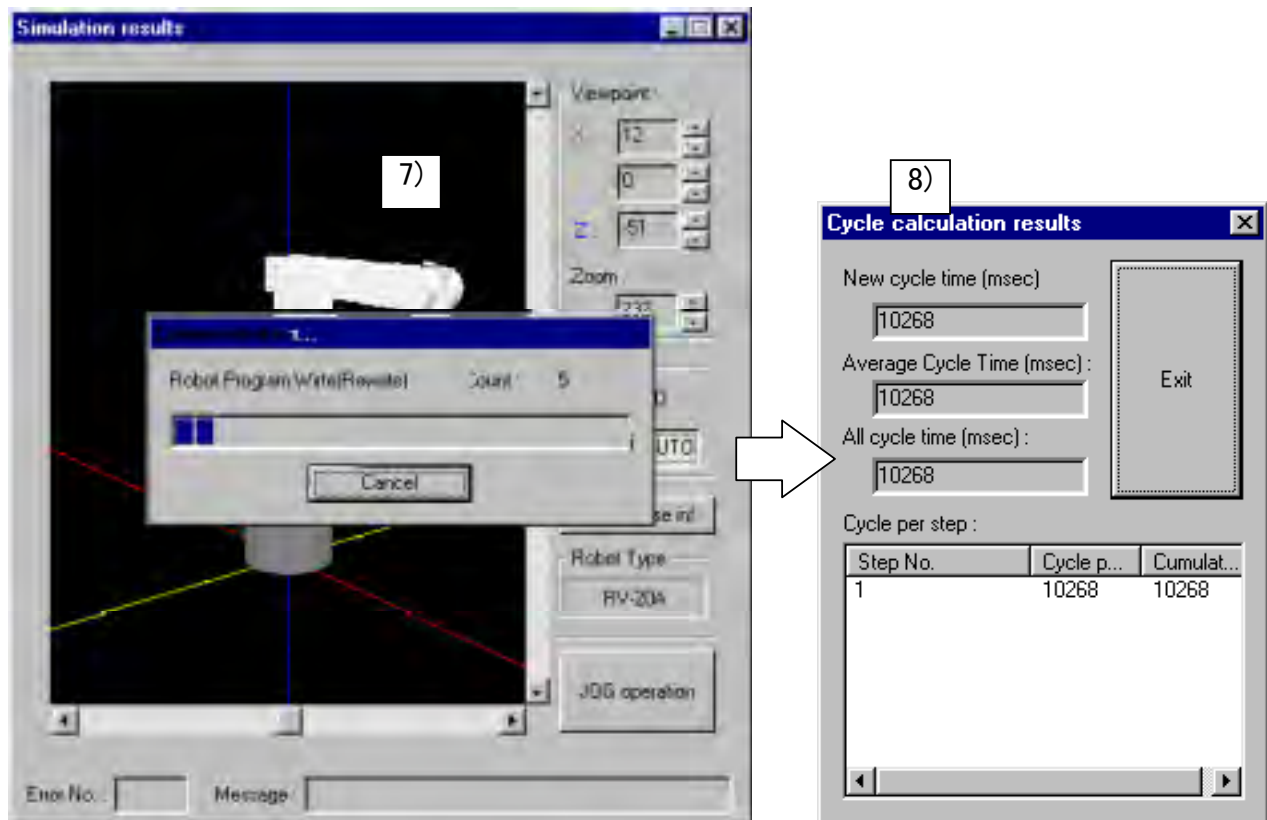 Simulation results
7)
Viewpoint:
X: 12
0
Z: -51
Zoom
Robot Program Write(Rewrite) Count: 5
Cancel
UTO
Robot Type
RV-20A
JOG operation
Error No.: Message:
8)
Cycle calculation results
New cycle time (msec)
10268
Average Cycle Time (msec) :
10268
All cycle time (msec) :
10268
Exit
Cycle per step :
Step No. Cycle p... Cumulat...
1 10268 10268